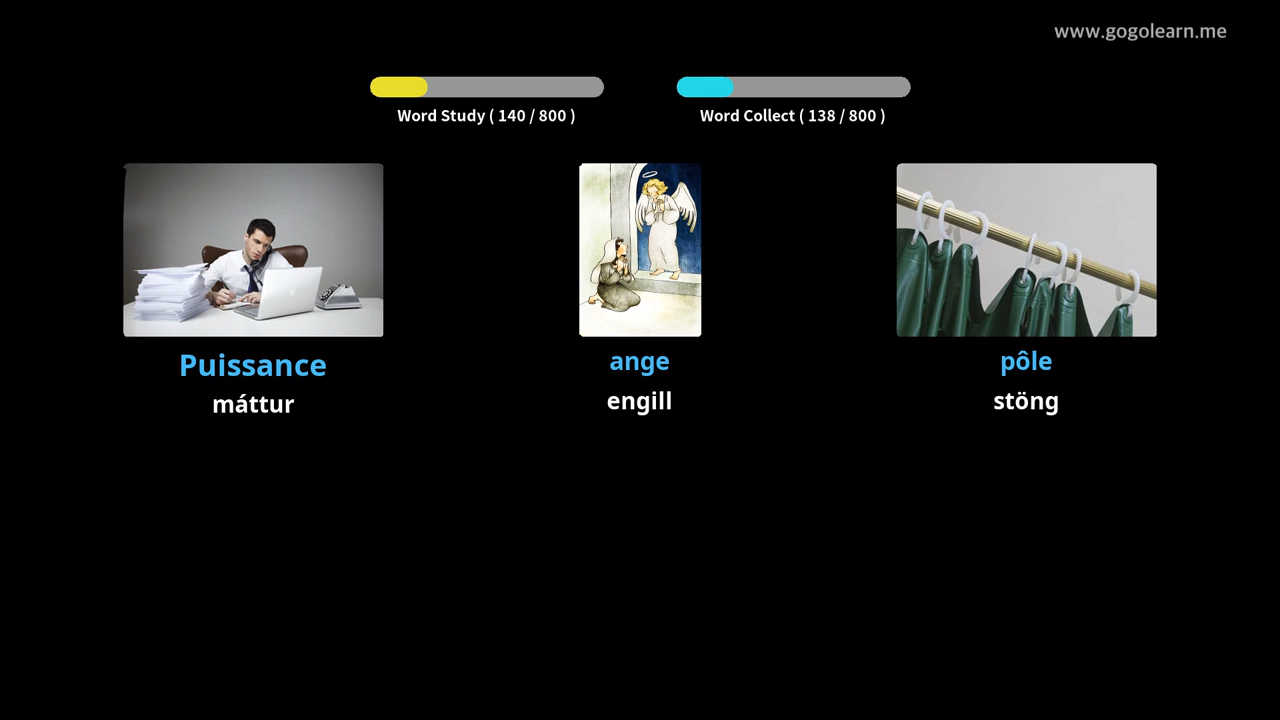 www.gogolearn.me
Word Study ( 140 / 800 )
Word Collect ( 138 / 800 )
Puissance
máttur
ange
engill
pôle
stöng